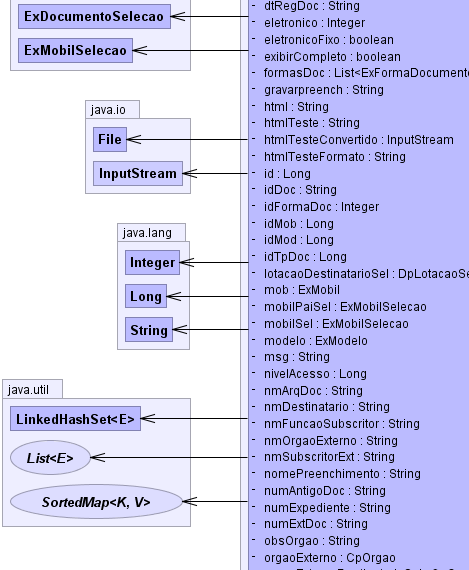 ExDocumentoSelecao
ExMobilSelecao
java.io
File
InputStream
java.lang
Integer
Long
String
java.util
LinkedHashSet<E>
List<E>
SortedMap<K, V>
- dtRegDoc : String
- eletronico : Integer
- eletronicoFixo : boolean
- exibirCompleto : boolean
- formasDoc : List<ExFormaDocumento
- gravarpreench : String
- html : String
- htmlTeste : String
- htmlTesteConvertido : InputStream
- htmlTesteFormato : String
- id : Long
- idDoc : String
- idFormaDoc : Integer
- idMob : Long
- idMod : Long
- idTpDoc : Long
- lotacaoDestinatarioSel : DpLotacaoSe
- mob : ExMobil
- mobilPaiSel : ExMobilSelecao
- mobilSel : ExMobilSelecao
- modelo : ExModelo
- msg : String
- nivelAcesso : Long
- nmArqDoc : String
- nmDestinatario : String
- nmFuncaoSubscritor : String
- nmOrgaoExterno : String
- nmSubscritorExt : String
- nomePreenchimento : String
- numAntigoDoc : String
- numExpediente : String
- numExtDoc : String
- obsOrgao : String
- orgaoExterno : CpOrgao